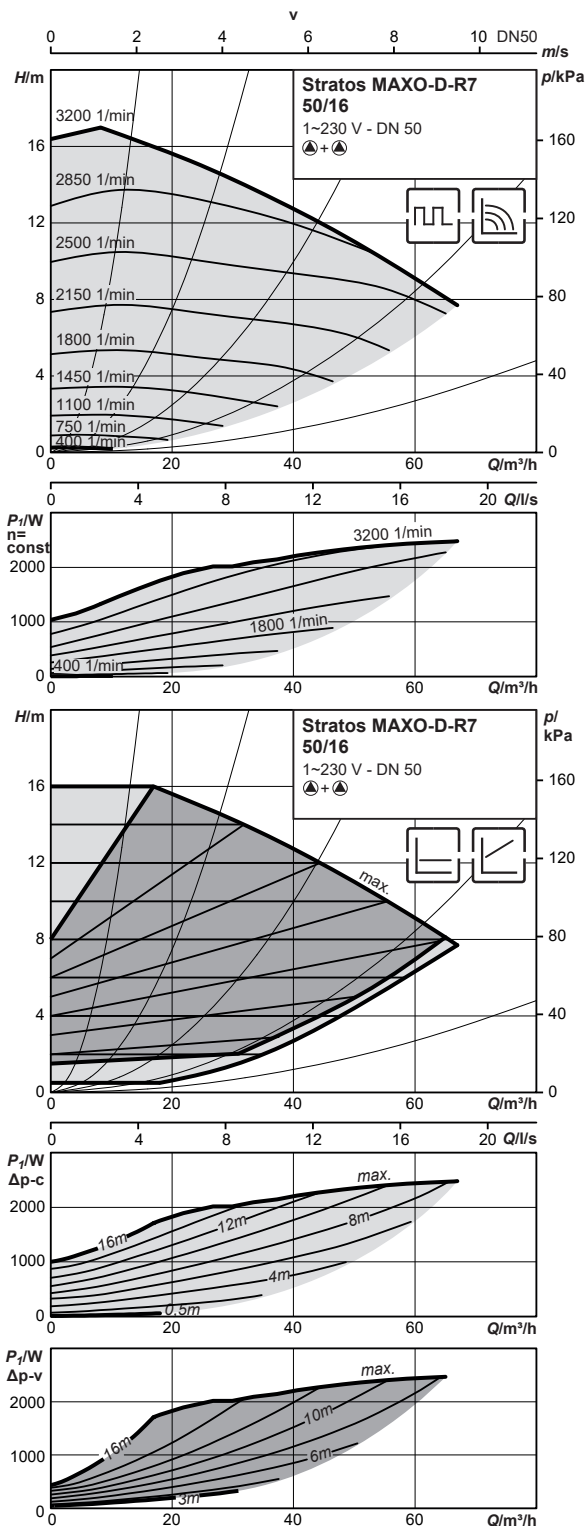 v
0 2 4 6 8 10 DN50
m/s
H/m
p/kPa
Stratos MAXO-D-R7
50/16
1~230 V - DN 50
+
3200 1/min
2850 1/min
2500 1/min
2150 1/min
1800 1/min
1450 1/min
1100 1/min
750 1/min
400 1/min
16
12
8
4
0
160
120
80
40
0
0 20 40 60 Q/m³/h
0 4 8 12 16 20 Q/l/s
P1/W
n=
const
3200 1/min
2000
1000
1800 1/min
400 1/min
0
0 20 40 60 Q/m³/h
H/m
p/
kPa
Stratos MAXO-D-R7
50/16
1~230 V - DN 50
+
16
12
8
4
0
160
120
80
40
0
max.
0 20 40 60 Q/m³/h
0 4 8 12 16 20 Q/l/s
P1/W
Δp-c
max.
2000
16m
12m
8m
1000
4m
0.5m
0
0 20 40 60 Q/m³/h
P1/W
Δp-v
max.
2000
16m
10m
1000
6m
3m
0
0 20 40 60 Q/m³/h